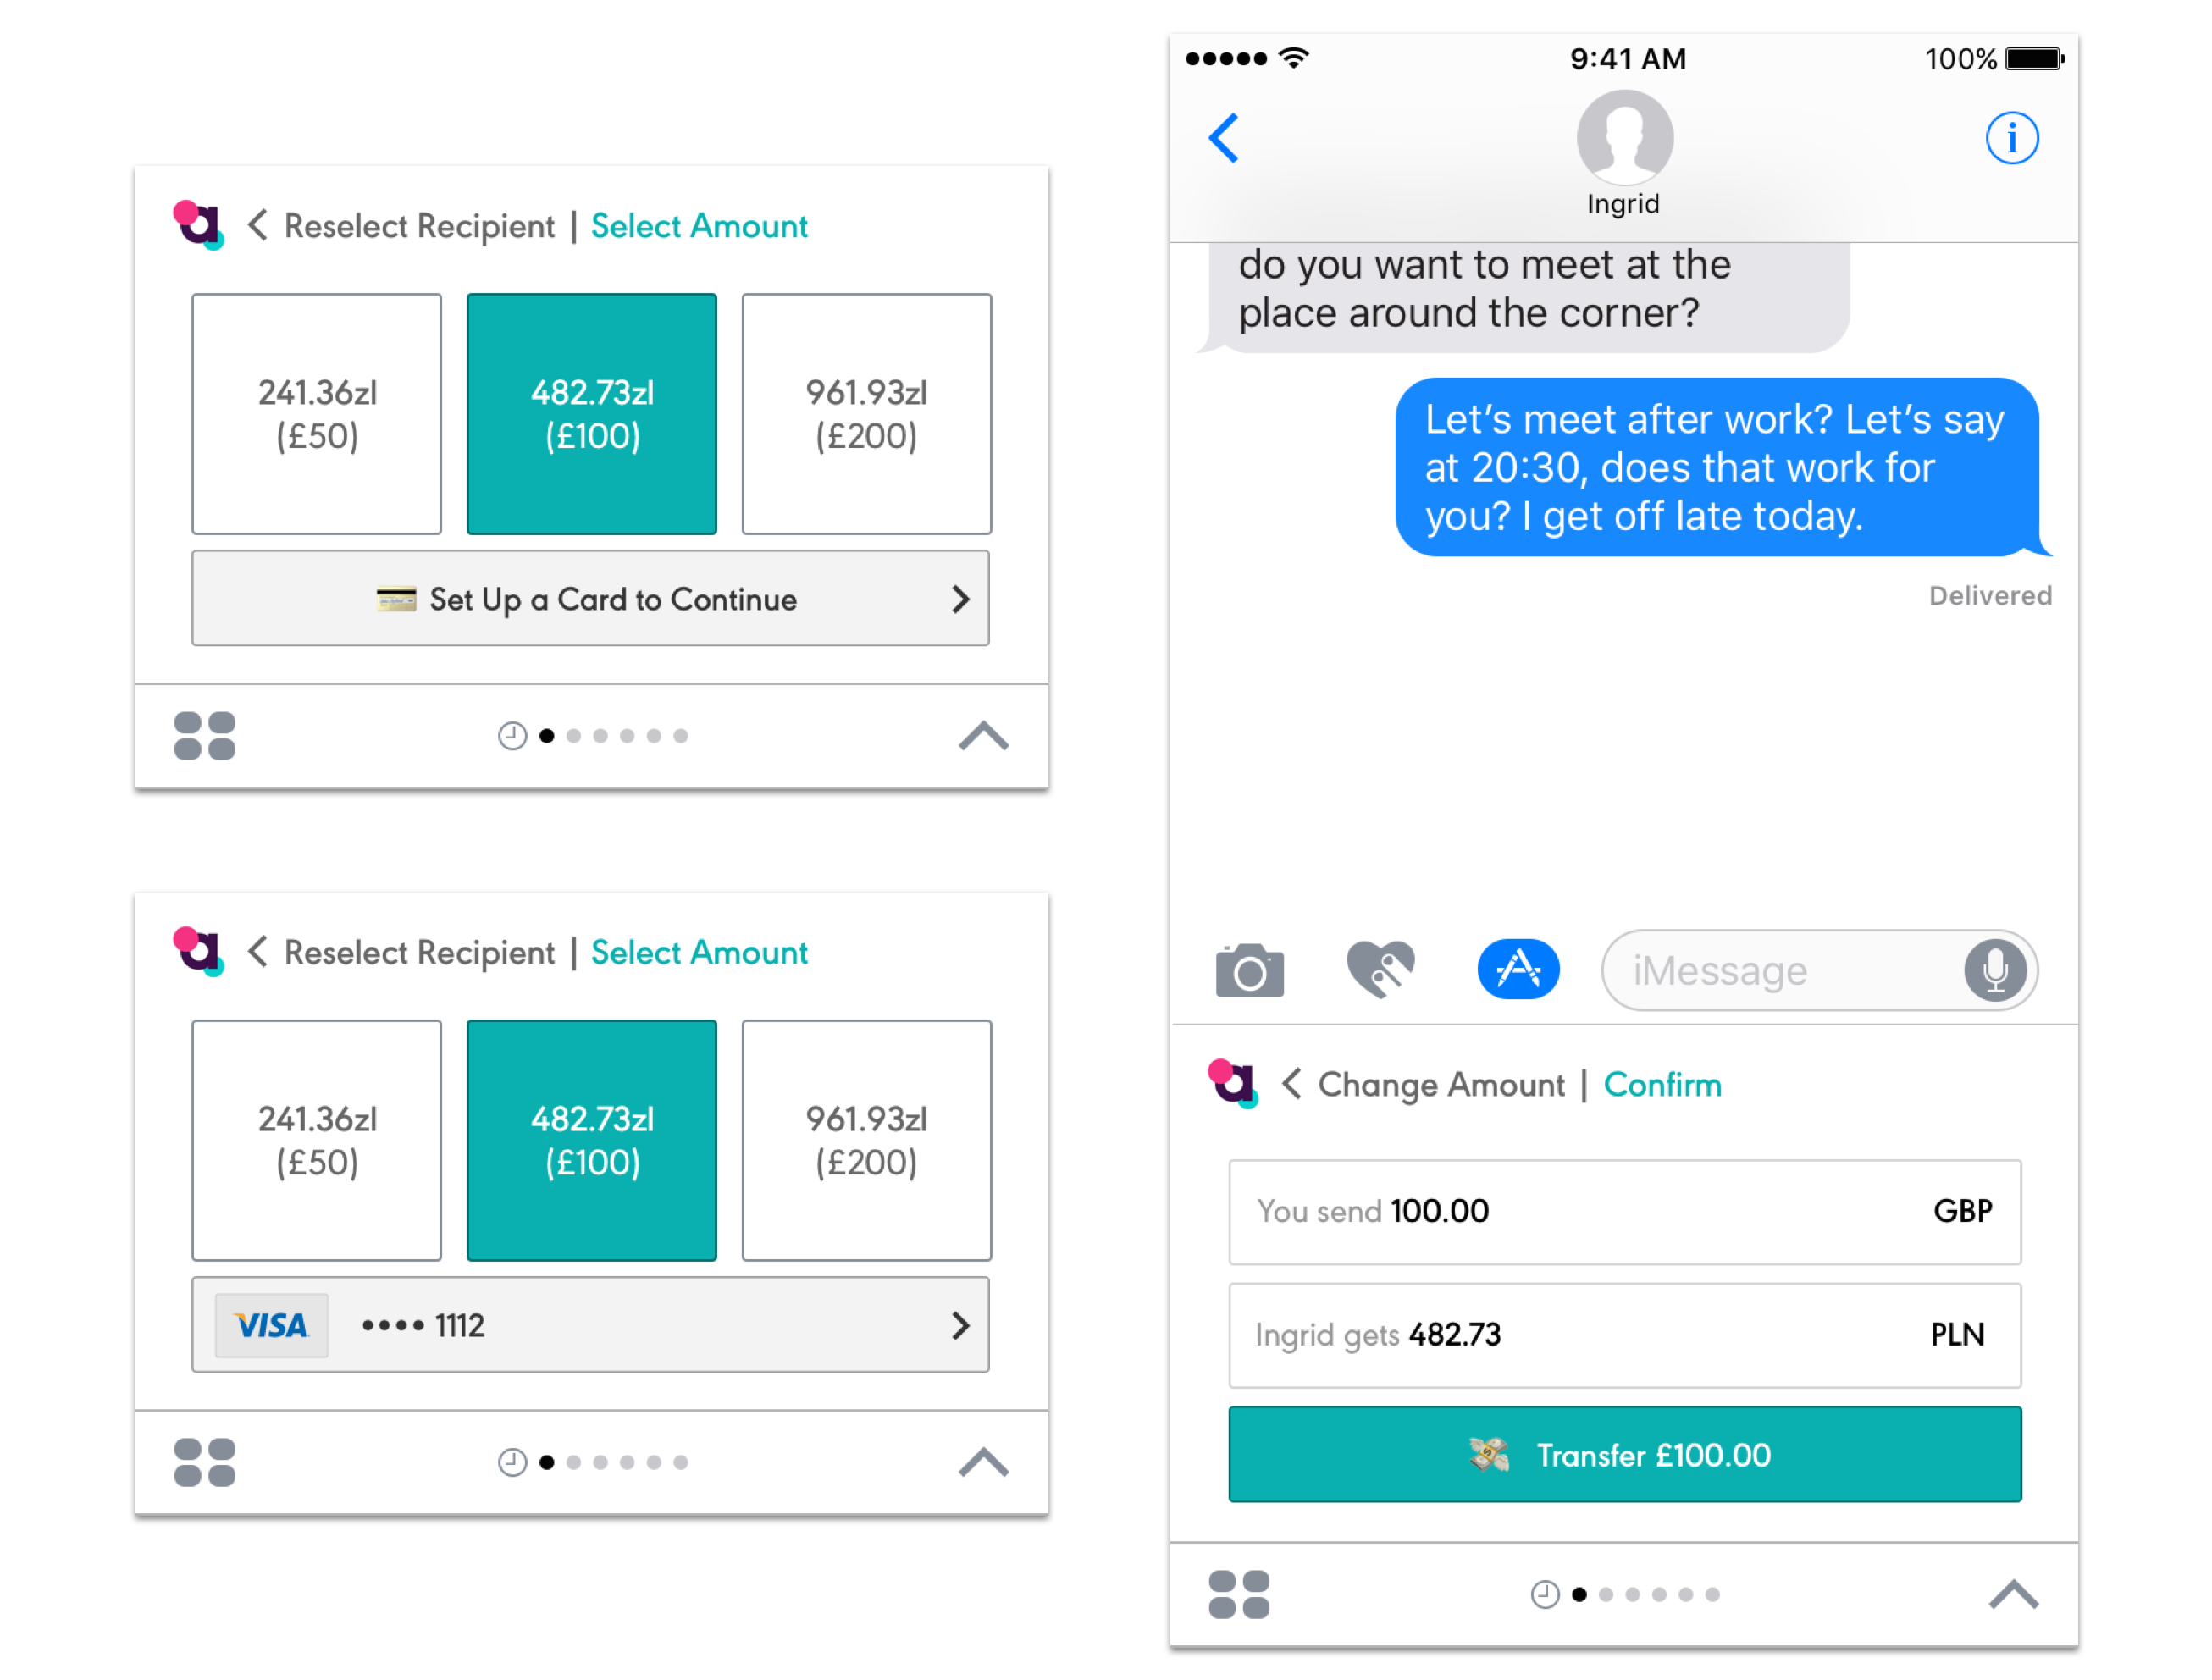 Reselect Recipient | Select Amount
241.36zl
(£50)
482.73zl
(£100)
961.93zl
(£200)
Set Up a Card to Continue
Reselect Recipient | Select Amount
241.36zl
(£50)
482.73zl
(£100)
961.93zl
(£200)
VISA •••• 1112
9:41 AM
100%
Ingrid
do you want to meet at the
place around the corner?
Let’s meet after work? Let’s say
at 20:30, does that work for
you? I get off late today.
Delivered
iMessage
Change Amount | Confirm
You send 100.00 GBP
Ingrid gets 482.73 PLN
Transfer £100.00